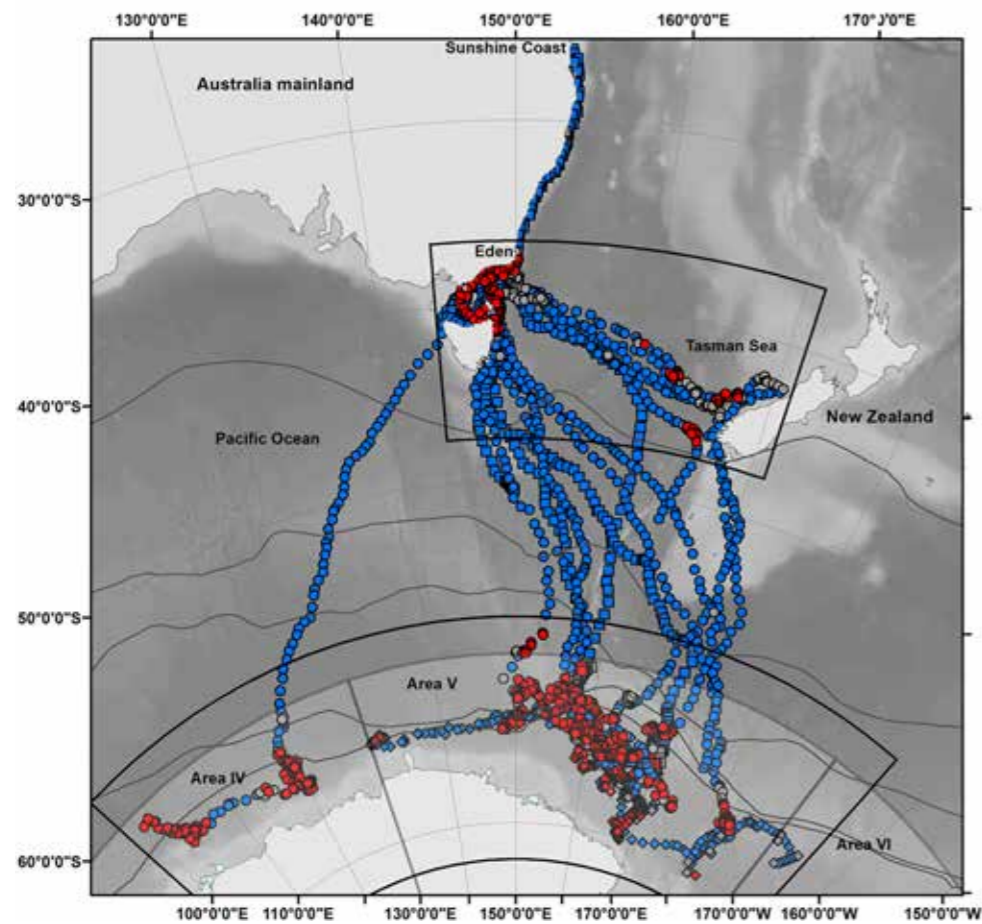 130°0'0"E 140°0'0"E 150°0'0"E 160°0'0"E 170°0'0"E
Sunshine Coast
Australia mainland
30°0'0"S
Eden
Tasman Sea
40°0'0"S
New Zealand
Pacific Ocean
50°0'0"S
Area V
Area IV
Area VI
60°0'0"S
100°0'0"E 110°0'0"E 130°0'0"E 150°0'0"E 170°0'0"E 170°0'0"W 160°0'0"W 150°0'0"W